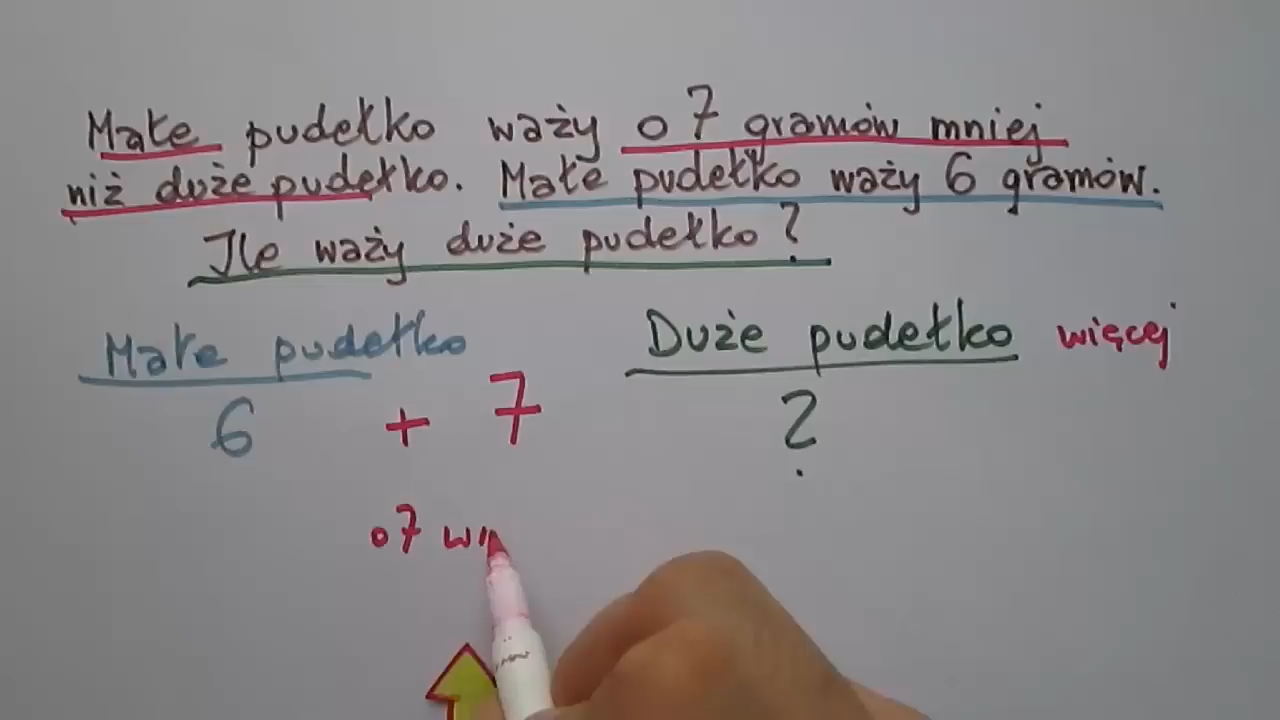 Małe pudełko waży o 7 gramów mniej
niż duże pudełko. Małe pudełko waży 6 gramów.
Ile waży duże pudełko?
Małe pudełko Duże pudełko więcej
6 + 7 ?
o 7